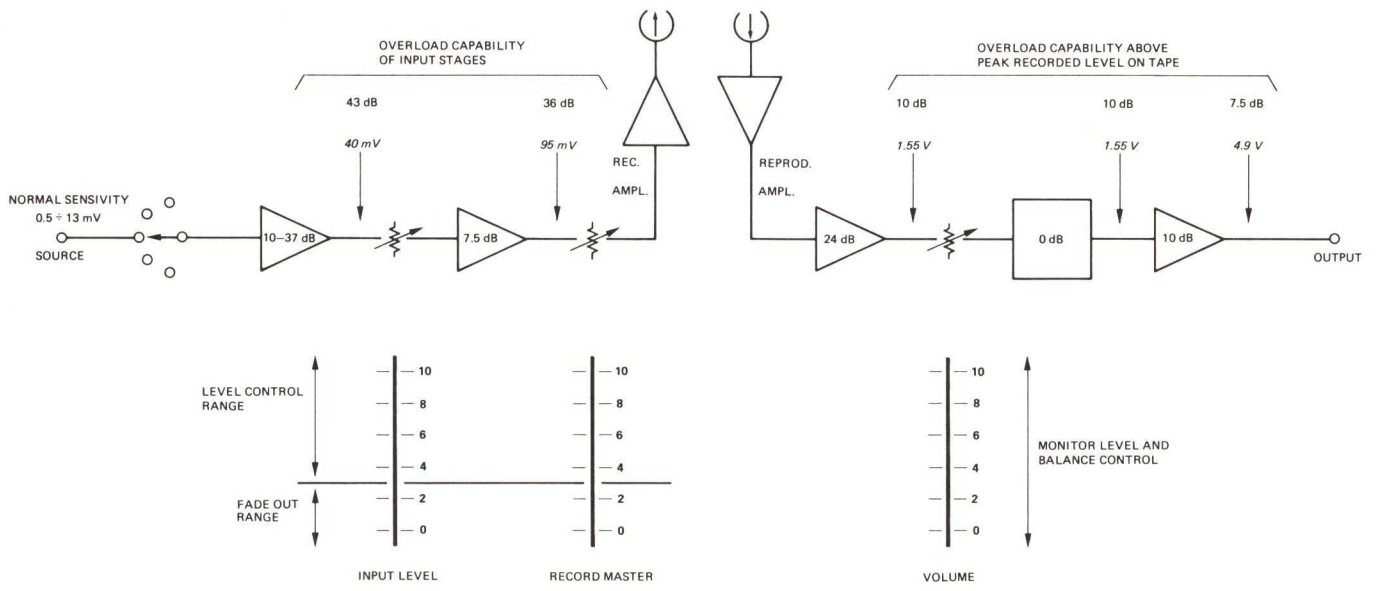 OVERLOAD CAPABILITY
OF INPUT STAGES
OVERLOAD CAPABILITY ABOVE
PEAK RECORDED LEVEL ON TAPE
43 dB
36 dB
10 dB
10 dB
7.5 dB
40 mV
95 mV
1.55 V
1.55 V
4.9 V
REC.
AMPL.
REPROD.
AMPL.
NORMAL SENSIVITY
0.5 ÷ 13 mV
SOURCE
10–37 dB
7.5 dB
24 dB
0 dB
10 dB
OUTPUT
LEVEL CONTROL
RANGE
FADE OUT
RANGE
10
8
6
4
2
0
INPUT LEVEL
10
8
6
4
2
0
RECORD MASTER
10
8
6
4
2
0
VOLUME
MONITOR LEVEL AND
BALANCE CONTROL